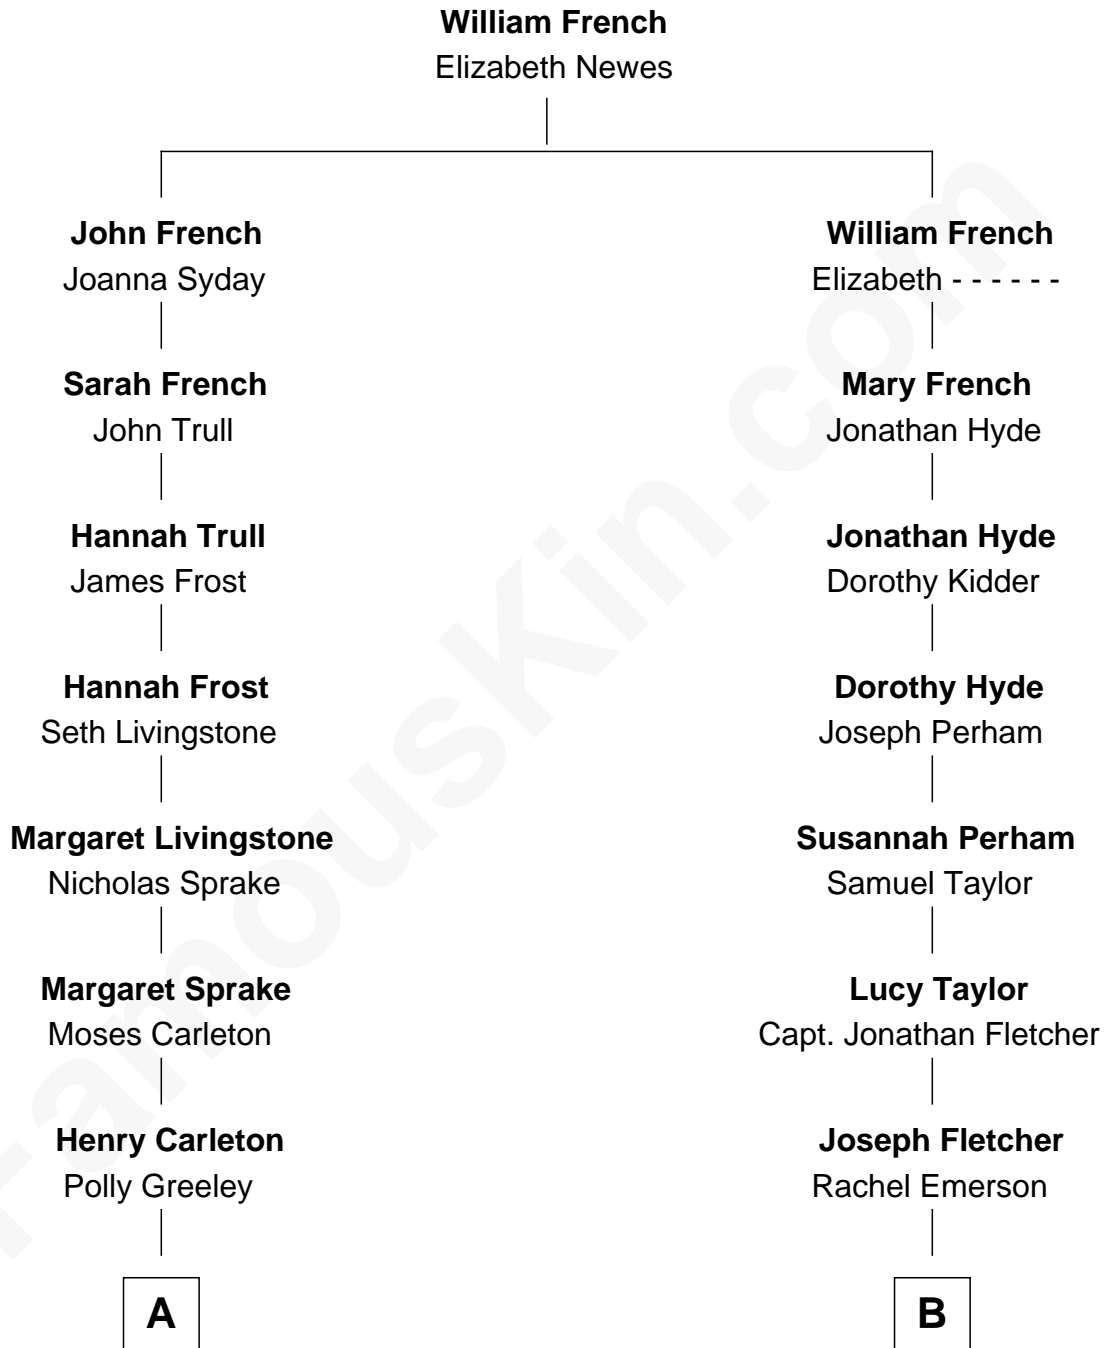 William French
Elizabeth Newes
John French
Joanna Syday
William French
Elizabeth - - - - - -
Sarah French
John Trull
Mary French
Jonathan Hyde
Hannah Trull
James Frost
Jonathan Hyde
Dorothy Kidder
Hannah Frost
Seth Livingstone
Dorothy Hyde
Joseph Perham
Margaret Livingstone
Nicholas Sprake
Susannah Perham
Samuel Taylor
Margaret Sprake
Moses Carleton
Lucy Taylor
Capt. Jonathan Fletcher
Henry Carleton
Polly Greeley
Joseph Fletcher
Rachel Emerson
A
B
FamousKin.com